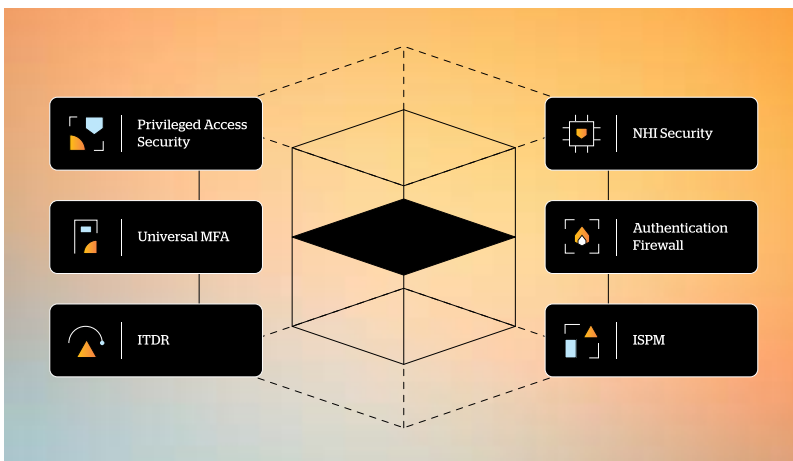 Privileged Access
Security
Universal MFA
ITDR
NHI Security
Authentication
Firewall
ISPM